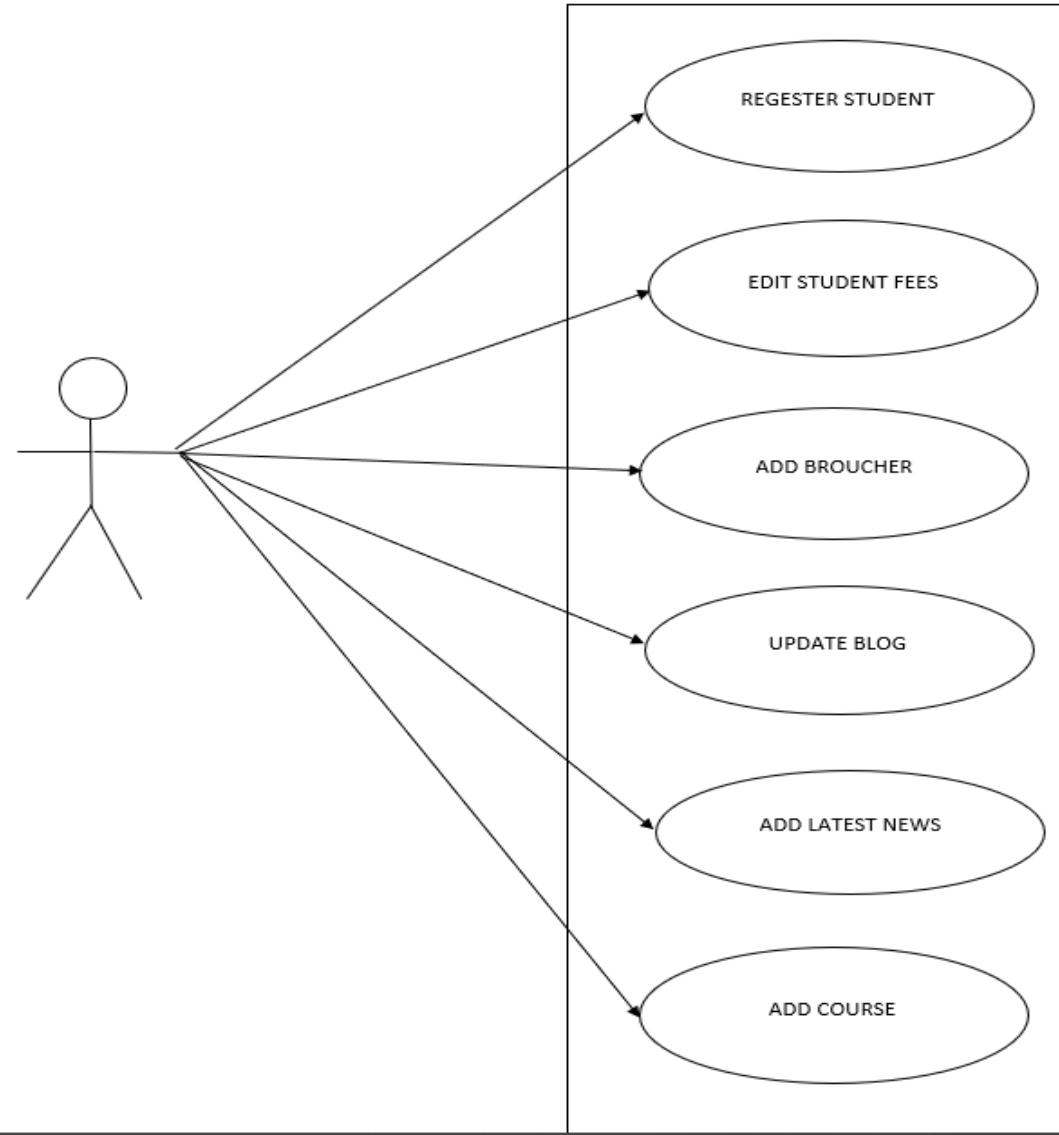 REGESTER STUDENT
EDIT STUDENT FEES
ADD BROUCHER
UPDATE BLOG
ADD LATEST NEWS
ADD COURSE